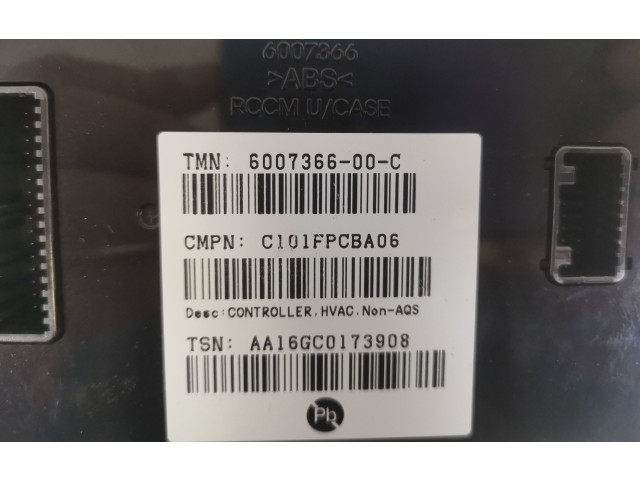 6007366
>ABS<
RCCM U/CASE
TMN: 6007366-00-C
CMPN: C101FPCBA06
Desc:CONTROLLER,HVAC,Non-AQS
TSN: AA16GC0173908
Pb